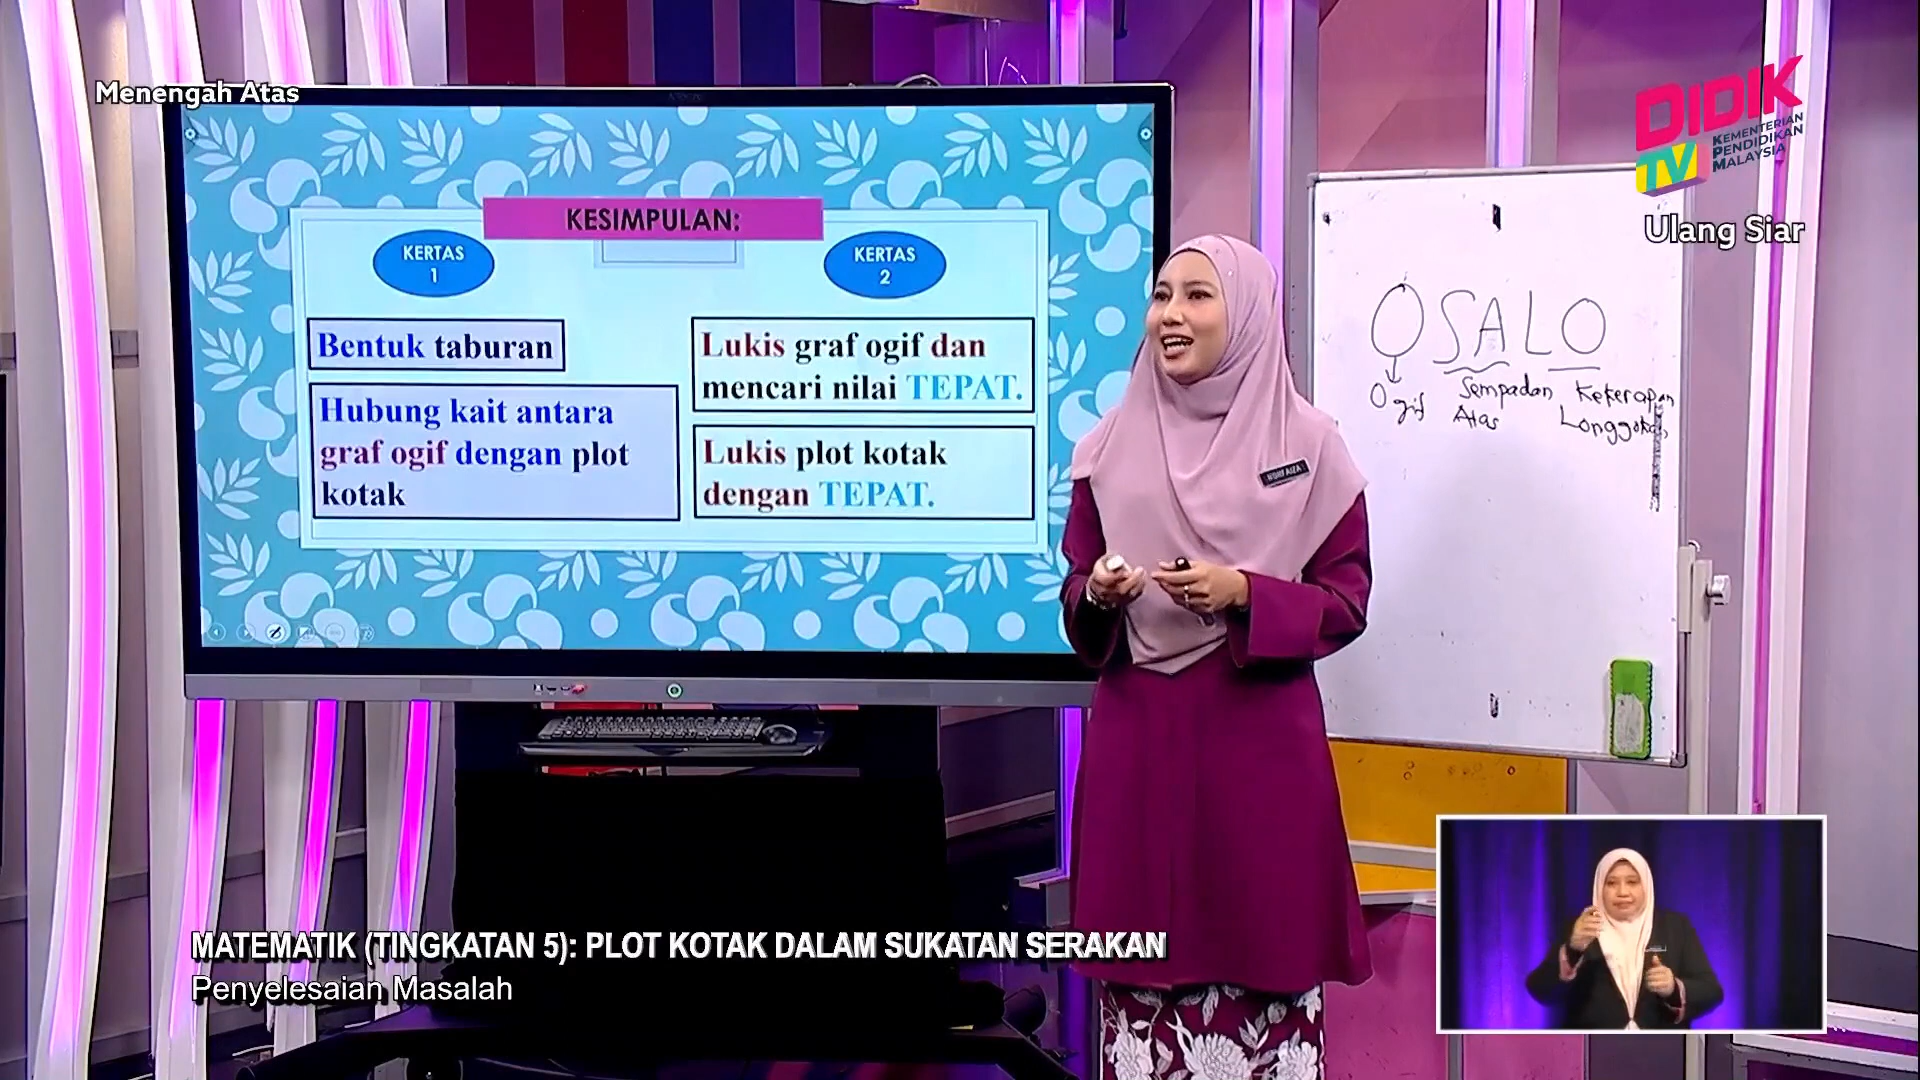 Menengah Atas
DIDIK
TV
KEMENTERIAN
PENDIDIKAN
MALAYSIA
Ulang Siar
KESIMPULAN:
KERTAS
1
KERTAS
2
Bentuk taburan
Hubung kait antara
graf ogif dengan plot
kotak
Lukis graf ogif dan
mencari nilai TEPAT.
Lukis plot kotak
dengan TEPAT.
OSALO
Ogif
Sempadan
Atas
Kekerapan
Longgokan
MATEMATIK (TINGKATAN 5): PLOT KOTAK DALAM SUKATAN SERAKAN
Penyelesaian Masalah